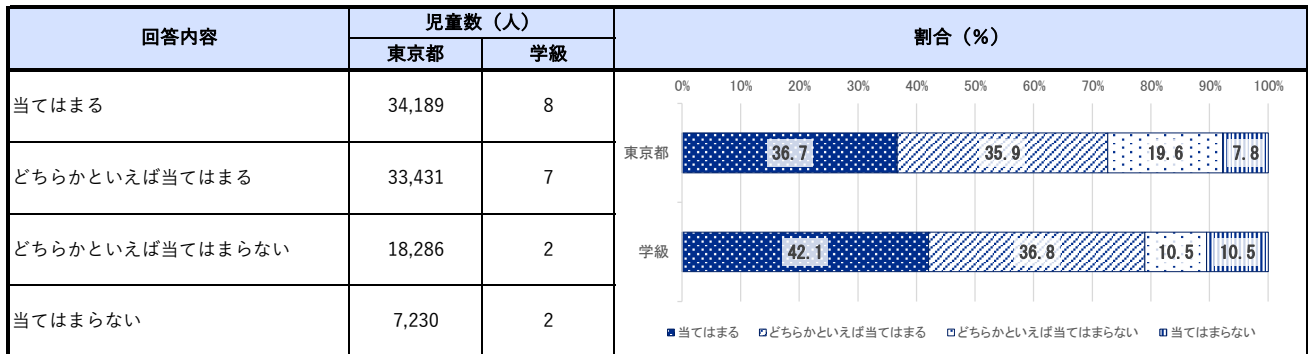 回答内容 児童数（人） 割合（%）
東京都 学級
当てはまる 34,189 8
どちらかといえば当てはまる 33,431 7
どちらかといえば当てはまらない 18,286 2
当てはまらない 7,230 2
0% 10% 20% 30% 40% 50% 60% 70% 80% 90% 100%
東京都 36.7 35.9 19.6 7.8
学級 42.1 36.8 10.5 10.5
当てはまる どちらかといえば当てはまる どちらかといえば当てはまらない 当てはまらない